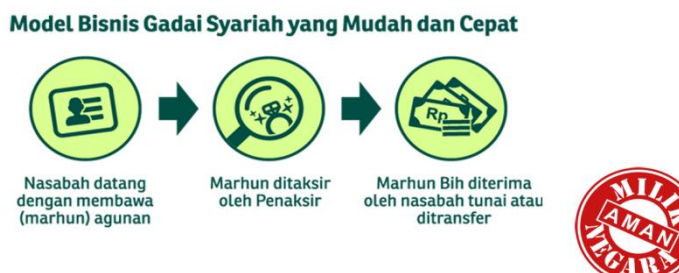 Model Bisnis Gadai Syariah yang Mudah dan Cepat
Rp
Nasabah datang
dengan membawa
(marhun) agunan
Marhun ditaksir
oleh Penaksir
Marhun Bih diterima
oleh nasabah tunai atau
ditransfer
MILIK
AMAN
NEGARA